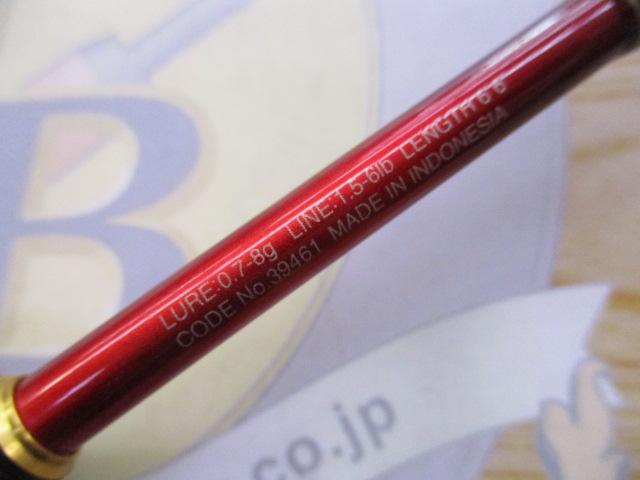 LURE:0.7-8g LINE:1.5-6lb LENGTH 6'6"
CODE No.39461 MADE IN INDONESIA
B
.co.jp